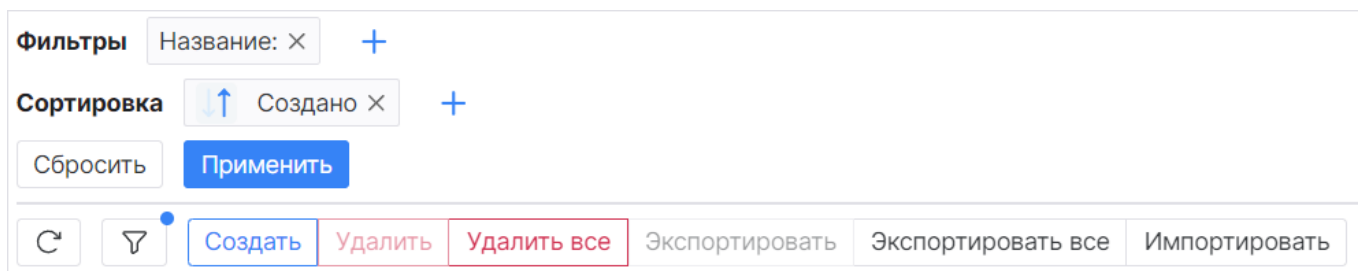 Фильтры Название:
Сортировка Создано
Сбросить Применить
Создать Удалить Удалить все Экспортировать Экспортировать все Импортировать